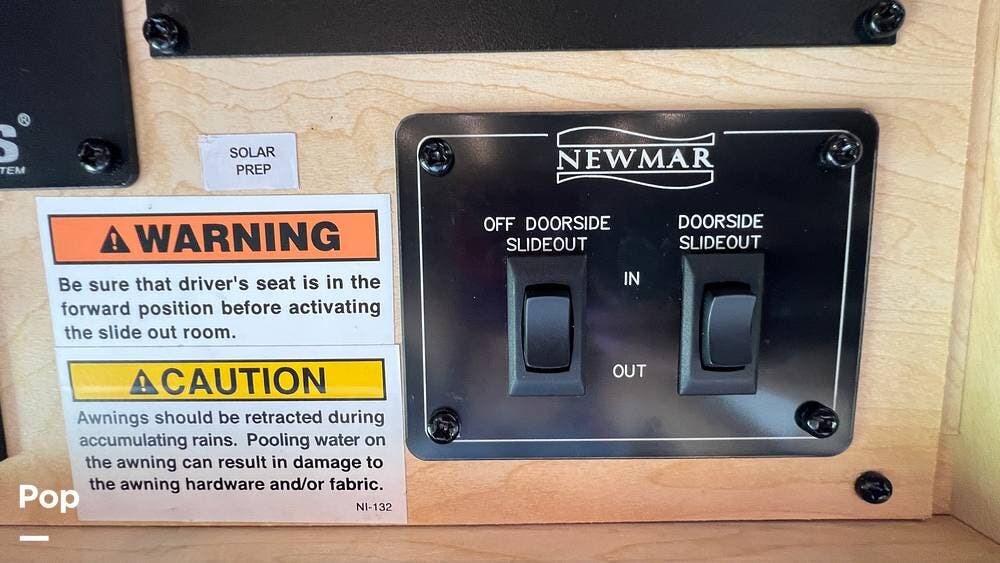 S®
TEM
SOLAR
PREP
WARNING
Be sure that driver's seat is in the
forward position before activating
the slide out room.
CAUTION
Awnings should be retracted during
accumulating rains. Pooling water on
the awning can result in damage to
the awning hardware and/or fabric.
NI-132
NEWMAR
OFF DOORSIDE
SLIDEOUT
DOORSIDE
SLIDEOUT
IN
OUT
Pop